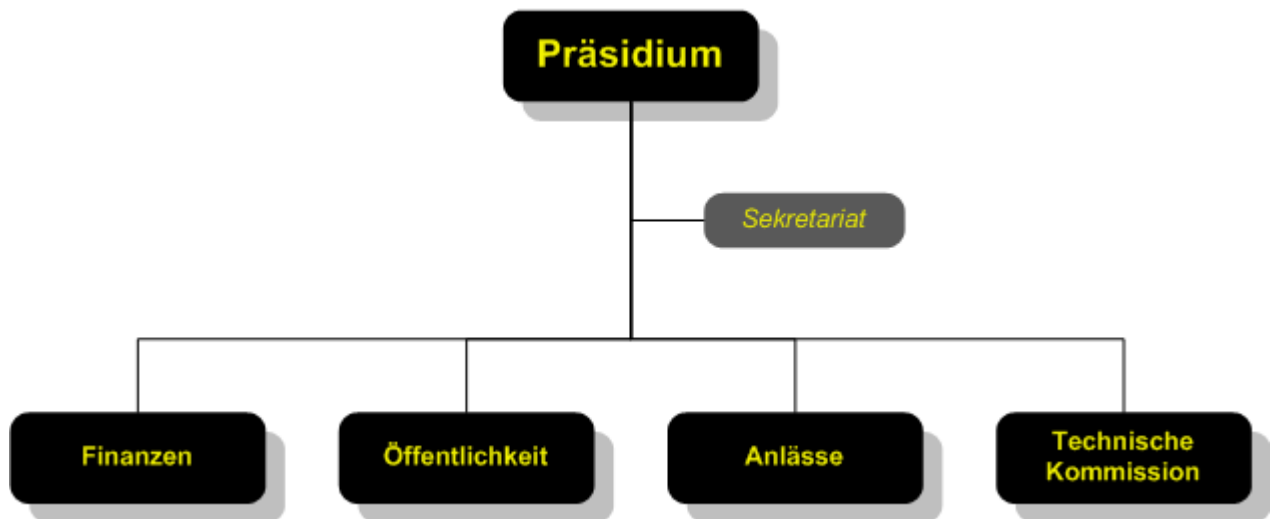 Präsidium
Sekretariat
Finanzen
Öffentlichkeit
Anlässe
Technische
Kommission